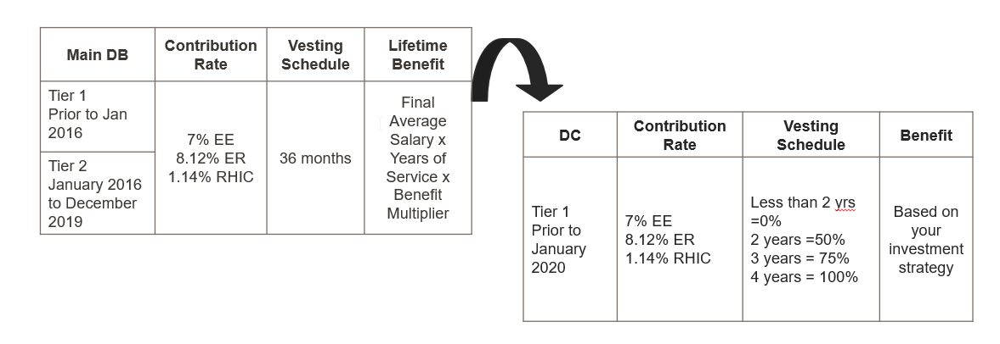 Main DB
Contribution
Rate
Vesting
Schedule
Lifetime
Benefit
Tier 1
Prior to Jan
2016
Tier 2
January 2016
to December
2019
7% EE
8.12% ER
1.14% RHIC
36 months
Final
Average
Salary x
Years of
Service x
Benefit
Multiplier
DC
Contribution
Rate
Vesting
Schedule
Benefit
Tier 1
Prior to
January
2020
7% EE
8.12% ER
1.14% RHIC
Less than 2 yrs
=0%
2 years =50%
3 years = 75%
4 years = 100%
Based on
your
investment
strategy